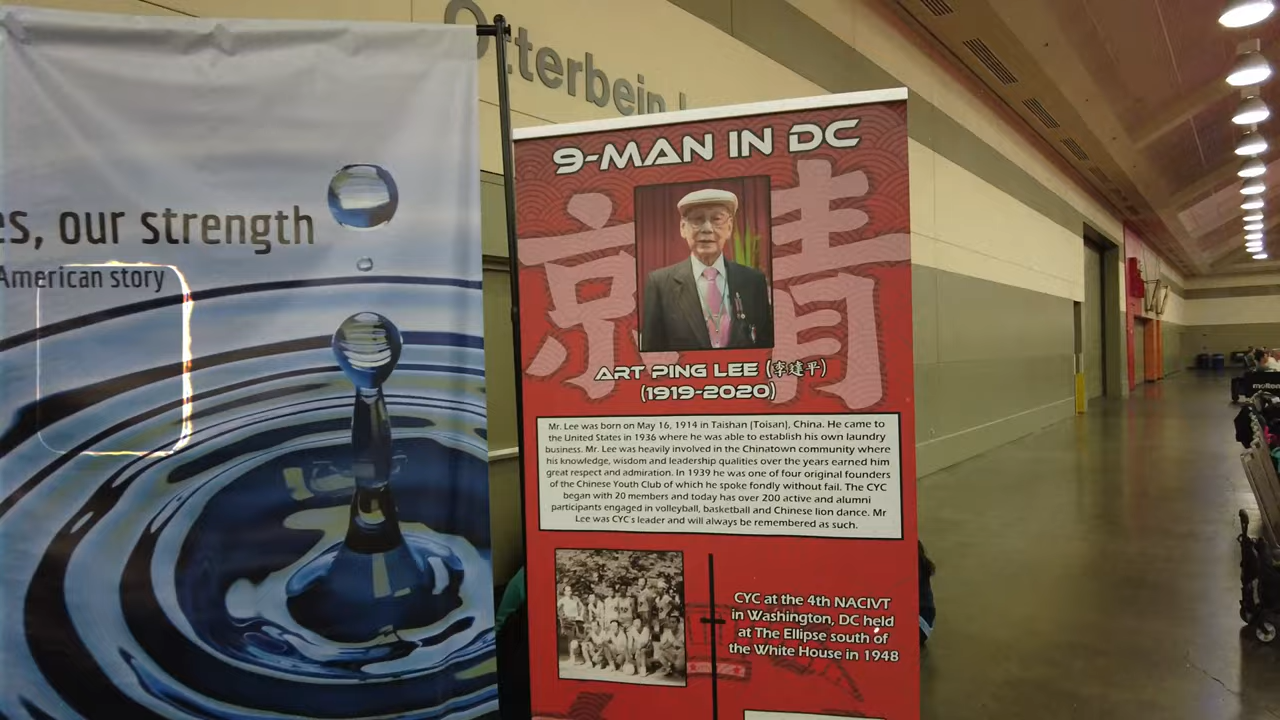 es, our strength
American story
Otterbein
9-MAN IN DC
京 青
ART PING LEE (李建平)
(1919-2020)
Mr. Lee was born on May 16, 1914 in Taishan [Toisan], China. He came to
the United States in 1936 where he was able to establish his own laundry
business. Mr. Lee was heavily involved in the Chinatown community where
his knowledge, wisdom and leadership qualities over the years earned him
great respect and admiration. In 1939 he was one of four original founders
of the Chinese Youth Club of which he spoke fondly without fail. The CYC
began with 20 members and today has over 200 active and alumni
participants engaged in volleyball, basketball and Chinese lion dance. Mr
Lee was CYC's leader and will always be remembered as such.
CYC at the 4th NACIVT
in Washington, DC held
at The Ellipse south of
the White House in 1948
molten